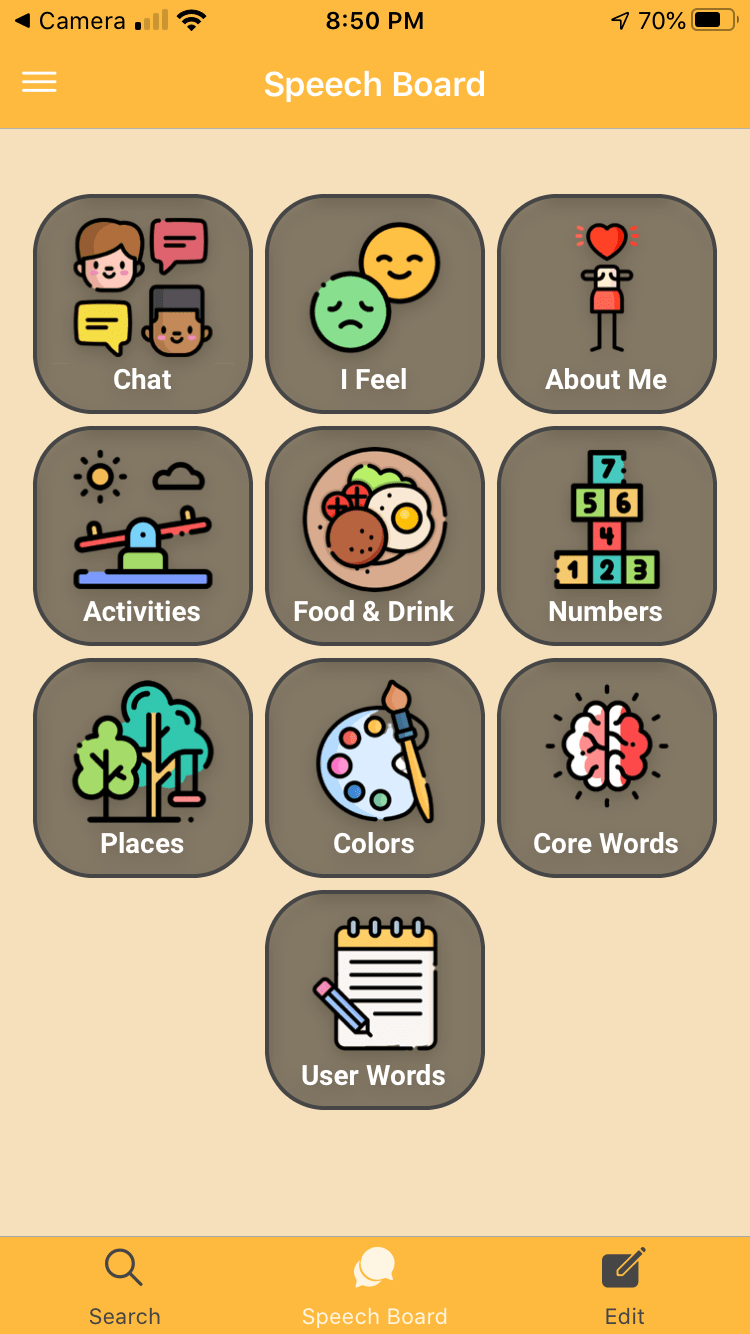 Camera 8:50 PM 70%
Speech Board
Chat I Feel About Me
7
5 6
4
1 2 3
Activities Food & Drink Numbers
Places Colors Core Words
User Words
Search Speech Board Edit